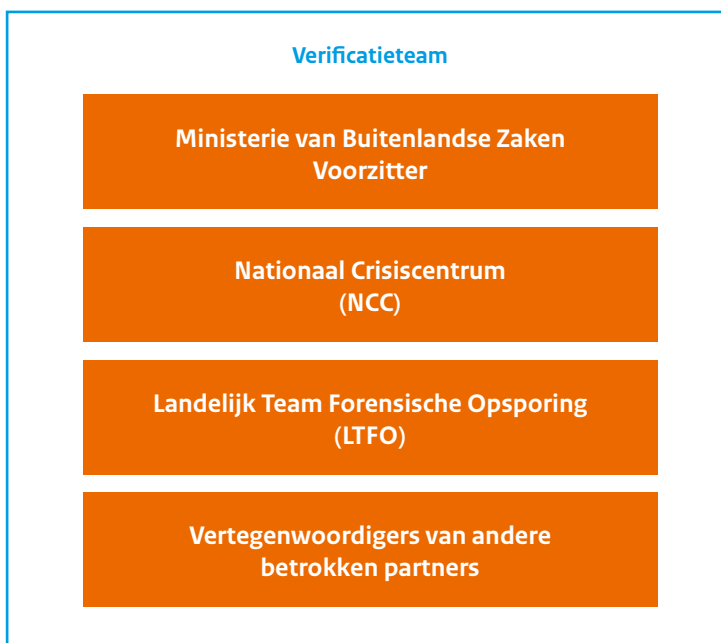 Verificatieteam
Ministerie van Buitenlandse Zaken
Voorzitter
Nationaal Crisiscentrum
(NCC)
Landelijk Team Forensische Opsporing
(LTFO)
Vertegenwoordigers van andere
betrokken partners